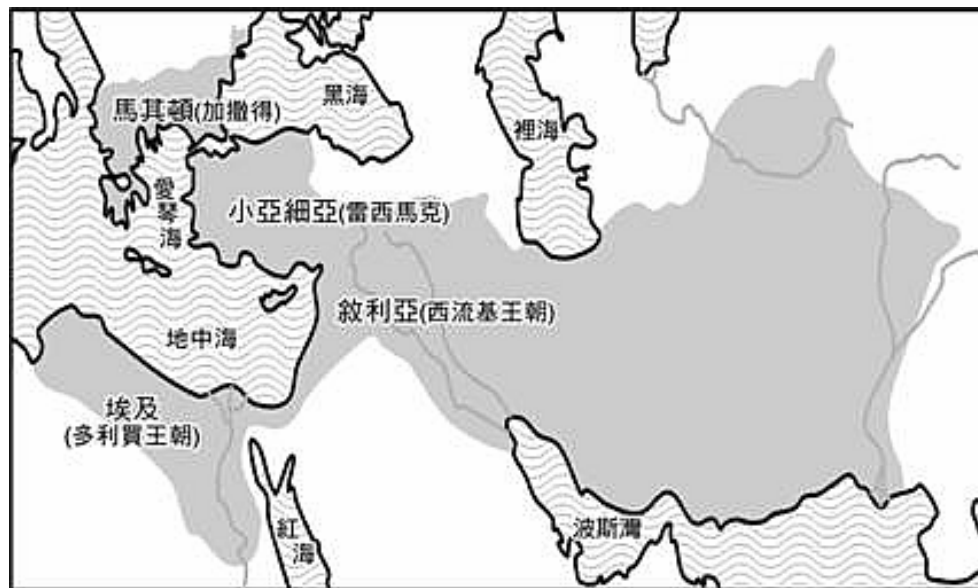 馬其頓(加撒得)
黑海
裡海
愛琴海
小亞細亞(雷西馬克)
敘利亞(西流基王朝)
地中海
埃及
(多利買王朝)
紅海
波斯灣